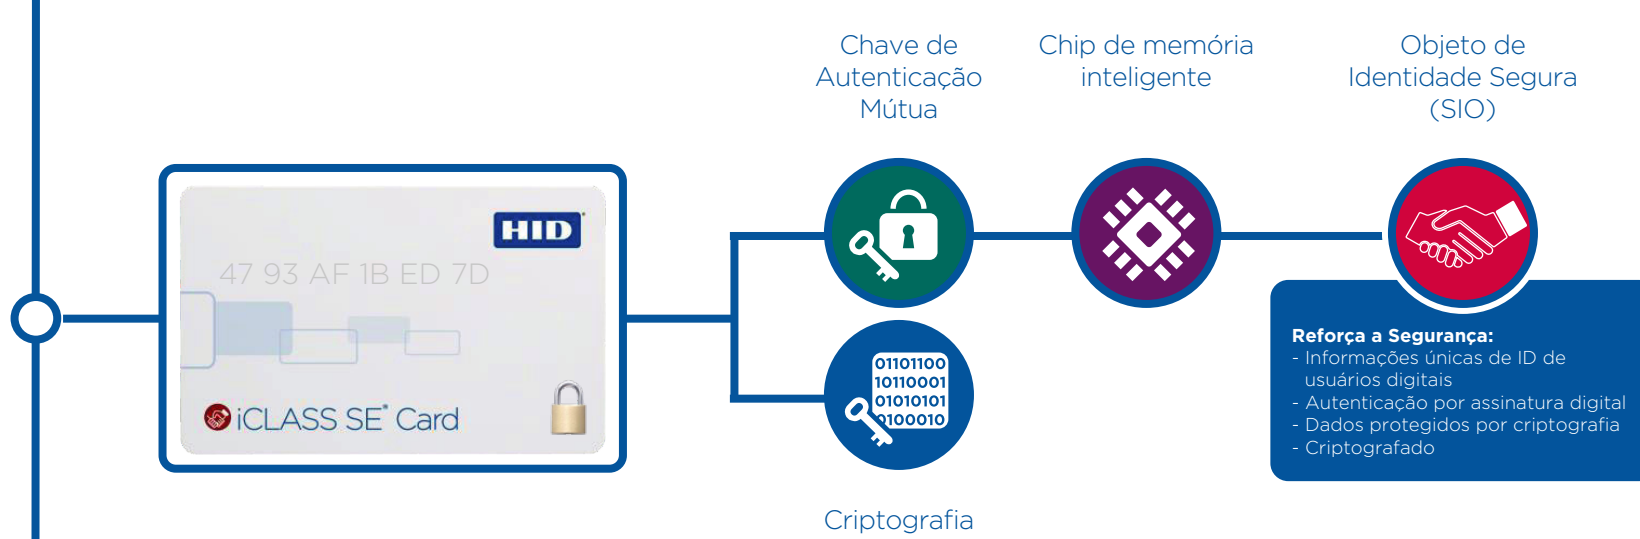 Chave de
Autenticação
Mútua
Chip de memória
inteligente
Objeto de
Identidade Segura
(SIO)
HID
47 93 AF 1B ED 7D
iCLASS SE® Card
01101100
10110001
01010101
0100010
Criptografia
Reforça a Segurança:
- Informações únicas de ID de
usuários digitais
- Autenticação por assinatura digital
- Dados protegidos por criptografia
- Criptografado